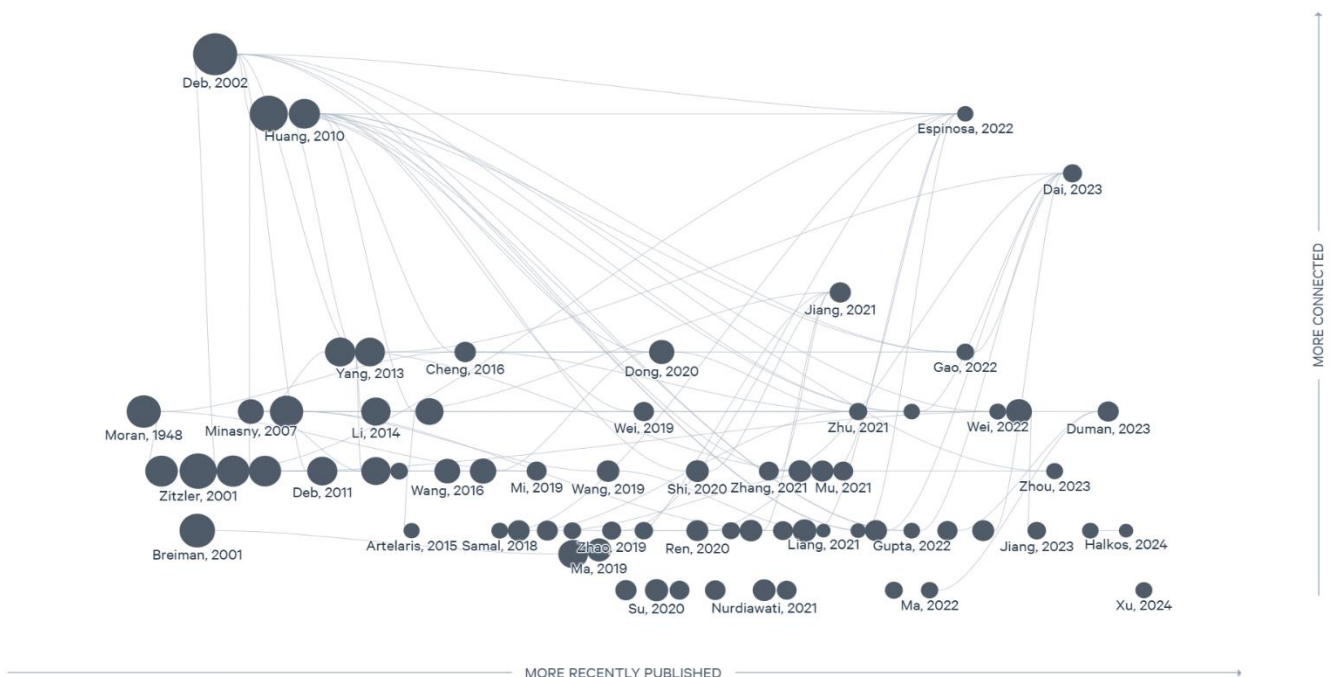 Deb, 2002
Huang, 2010
Espinosa, 2022
Dai, 2023
Jiang, 2021
Yang, 2013
Cheng, 2016
Dong, 2020
Gao, 2022
Moran, 1948
Minasny, 2007
Li, 2014
Wei, 2019
Zhu, 2021
Wei, 2022
Duman, 2023
Zitzler, 2001
Deb, 2011
Wang, 2016
Mi, 2019
Wang, 2019
Shi, 2020
Zhang, 2021
Mu, 2021
Zhou, 2023
Breiman, 2001
Artelaris, 2015
Samal, 2018
Zhao, 2019
Ren, 2020
Liang, 2021
Gupta, 2022
Jiang, 2023
Halkos, 2024
Ma, 2019
Su, 2020
Nurdiawati, 2021
Ma, 2022
Xu, 2024
MORE CONNECTED
MORE RECENTLY PUBLISHED